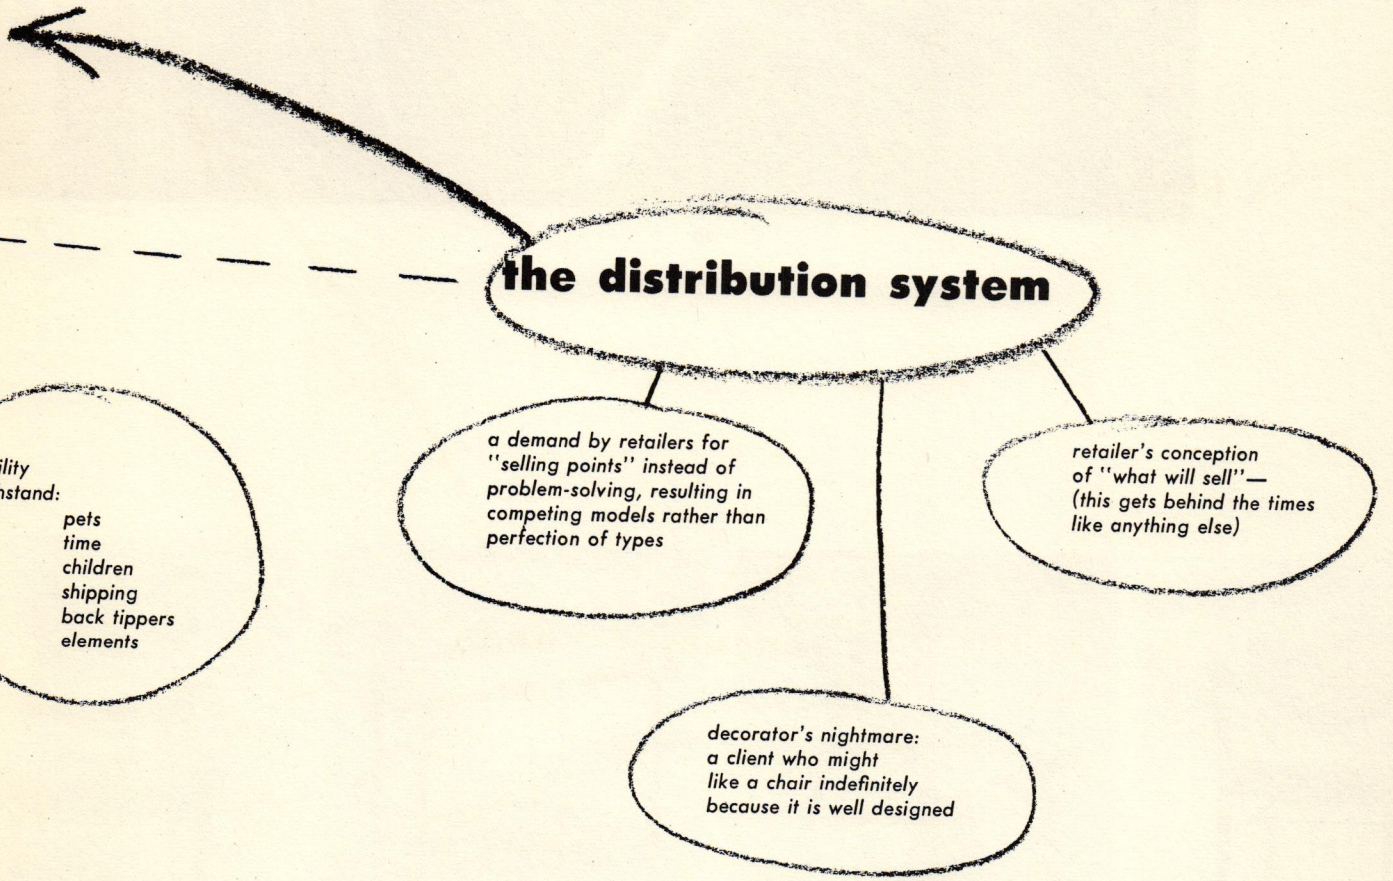 the distribution system
a demand by retailers for
"selling points" instead of
problem-solving, resulting in
competing models rather than
perfection of types
retailer's conception
of "what will sell"—
(this gets behind the times
like anything else)
pets
time
children
shipping
back tippers
elements
decorator's nightmare:
a client who might
like a chair indefinitely
because it is well designed